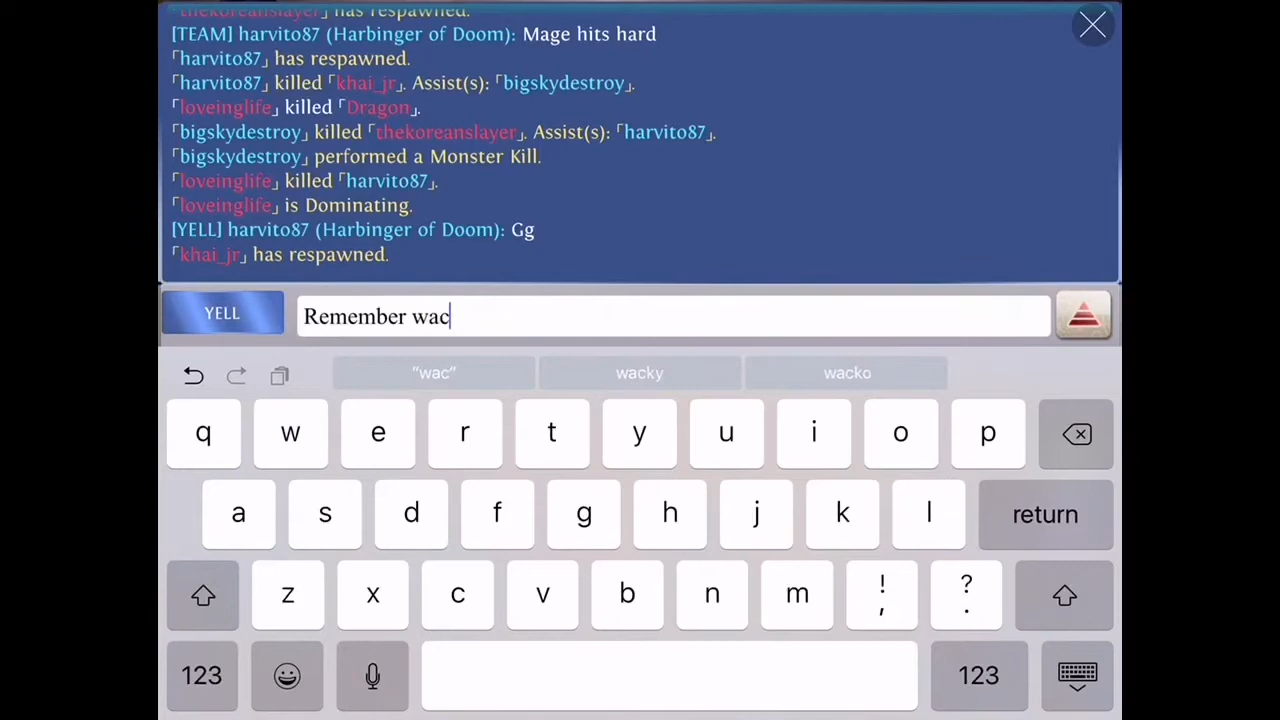 「thekoreanslayer」 has respawned.
[TEAM] harvito87 (Harbinger of Doom): Mage hits hard
「harvito87」 has respawned.
「harvito87」 killed 「khai_jr」. Assist(s): 「bigskydestroy」.
「loveinglife」 killed 「Dragon」.
「bigskydestroy」 killed 「thekoreanslayer」. Assist(s): 「harvito87」.
「bigskydestroy」 performed a Monster Kill.
「loveinglife」 killed 「harvito87」.
「loveinglife」 is Dominating.
[YELL] harvito87 (Harbinger of Doom): Gg
「khai_jr」 has respawned.
YELL Remember wac
“wac” wacky wacko
q w e r t y u i o p
a s d f g h j k l return
z x c v b n m ! , ? .
123 123